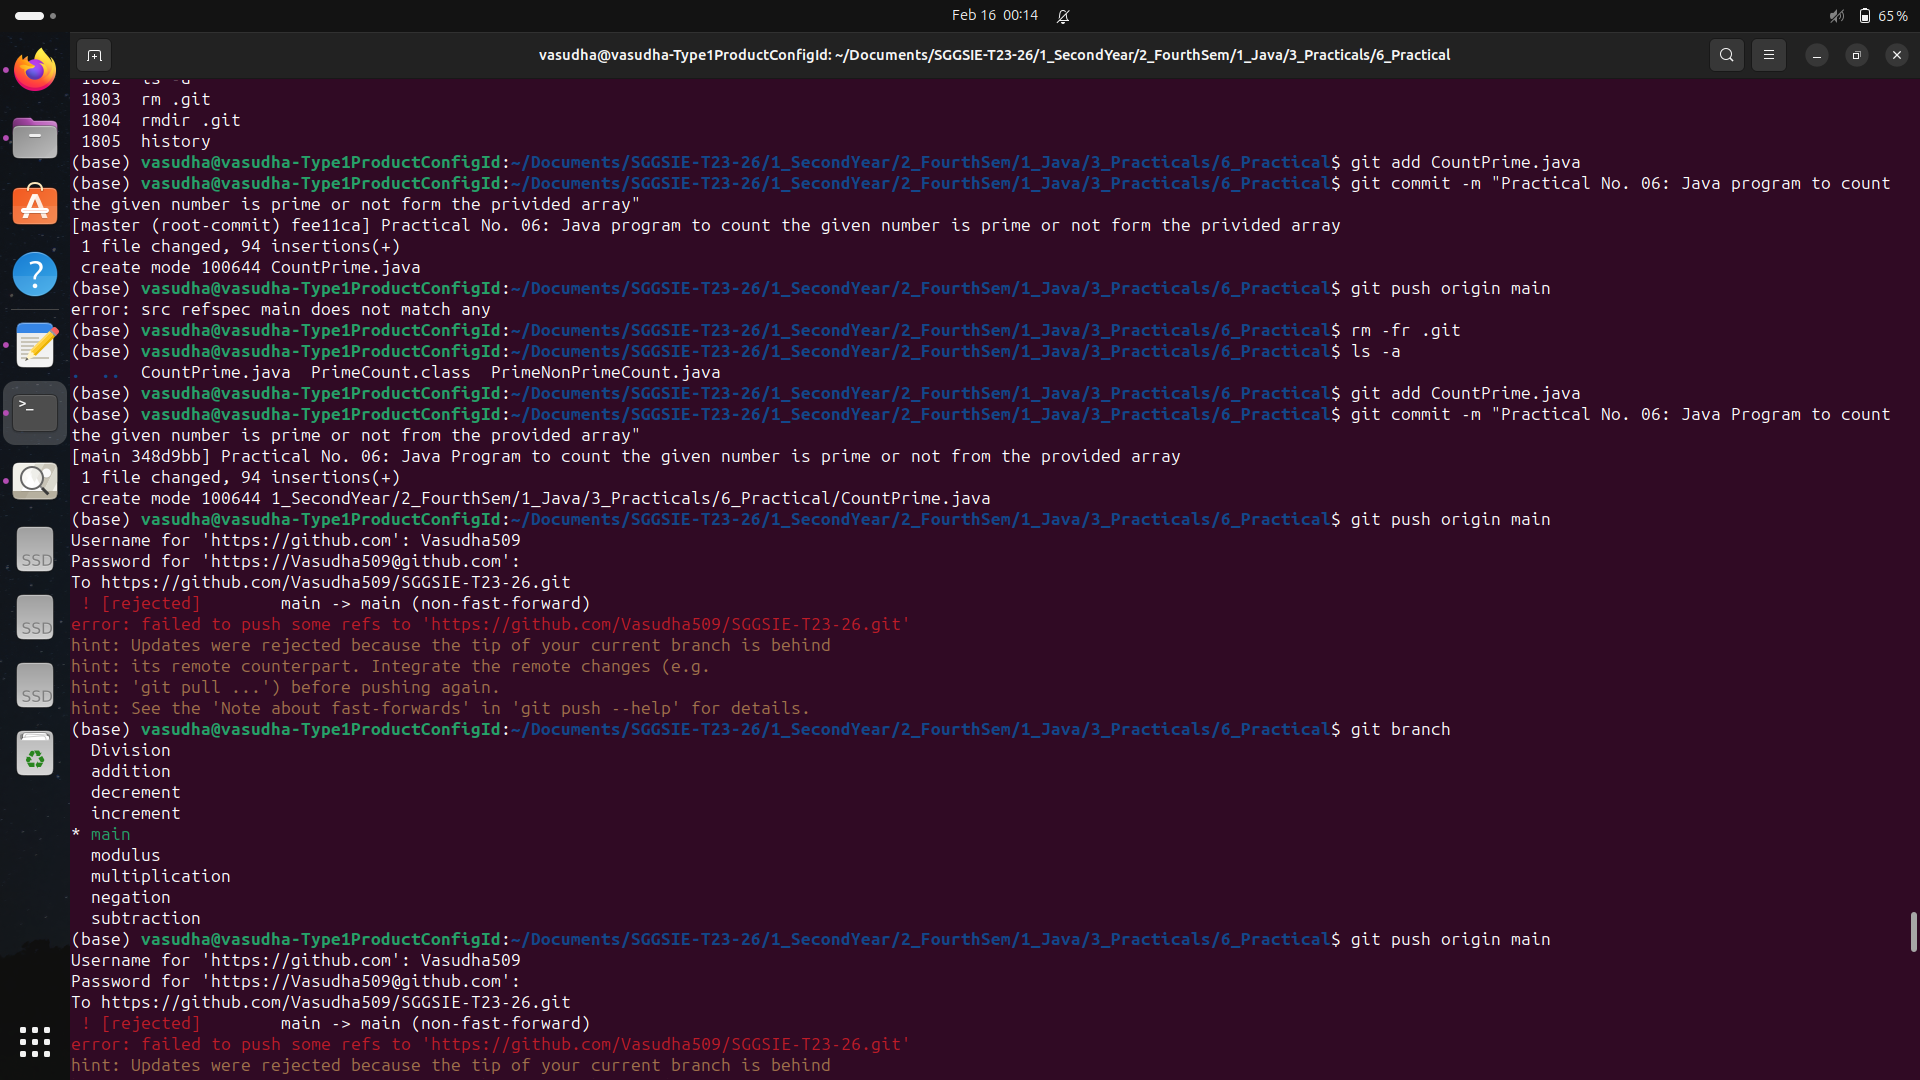 Feb 16 00:14
65%
vasudha@vasudha-Type1ProductConfigId: ~/Documents/SGGSIE-T23-26/1_SecondYear/2_FourthSem/1_Java/3_Practicals/6_Practical
1802 ls -a
1803 rm .git
1804 rmdir .git
1805 history
(base) vasudha@vasudha-Type1ProductConfigId:~/Documents/SGGSIE-T23-26/1_SecondYear/2_FourthSem/1_Java/3_Practicals/6_Practical$ git add CountPrime.java
(base) vasudha@vasudha-Type1ProductConfigId:~/Documents/SGGSIE-T23-26/1_SecondYear/2_FourthSem/1_Java/3_Practicals/6_Practical$ git commit -m "Practical No. 06: Java program to count
the given number is prime or not form the privided array"
[master (root-commit) fee11ca] Practical No. 06: Java program to count the given number is prime or not form the privided array
1 file changed, 94 insertions(+)
create mode 100644 CountPrime.java
(base) vasudha@vasudha-Type1ProductConfigId:~/Documents/SGGSIE-T23-26/1_SecondYear/2_FourthSem/1_Java/3_Practicals/6_Practical$ git push origin main
error: src refspec main does not match any
(base) vasudha@vasudha-Type1ProductConfigId:~/Documents/SGGSIE-T23-26/1_SecondYear/2_FourthSem/1_Java/3_Practicals/6_Practical$ rm -fr .git
(base) vasudha@vasudha-Type1ProductConfigId:~/Documents/SGGSIE-T23-26/1_SecondYear/2_FourthSem/1_Java/3_Practicals/6_Practical$ ls -a
. .. CountPrime.java PrimeCount.class PrimeNonPrimeCount.java
(base) vasudha@vasudha-Type1ProductConfigId:~/Documents/SGGSIE-T23-26/1_SecondYear/2_FourthSem/1_Java/3_Practicals/6_Practical$ git add CountPrime.java
(base) vasudha@vasudha-Type1ProductConfigId:~/Documents/SGGSIE-T23-26/1_SecondYear/2_FourthSem/1_Java/3_Practicals/6_Practical$ git commit -m "Practical No. 06: Java Program to count
the given number is prime or not from the provided array"
[main 348d9bb] Practical No. 06: Java Program to count the given number is prime or not from the provided array
1 file changed, 94 insertions(+)
create mode 100644 1_SecondYear/2_FourthSem/1_Java/3_Practicals/6_Practical/CountPrime.java
(base) vasudha@vasudha-Type1ProductConfigId:~/Documents/SGGSIE-T23-26/1_SecondYear/2_FourthSem/1_Java/3_Practicals/6_Practical$ git push origin main
Username for 'https://github.com': Vasudha509
Password for 'https://Vasudha509@github.com':
To https://github.com/Vasudha509/SGGSIE-T23-26.git
! [rejected] main -> main (non-fast-forward)
error: failed to push some refs to 'https://github.com/Vasudha509/SGGSIE-T23-26.git'
hint: Updates were rejected because the tip of your current branch is behind
hint: its remote counterpart. Integrate the remote changes (e.g.
hint: 'git pull ...') before pushing again.
hint: See the 'Note about fast-forwards' in 'git push --help' for details.
(base) vasudha@vasudha-Type1ProductConfigId:~/Documents/SGGSIE-T23-26/1_SecondYear/2_FourthSem/1_Java/3_Practicals/6_Practical$ git branch
Division
addition
decrement
increment
* main
modulus
multiplication
negation
subtraction
(base) vasudha@vasudha-Type1ProductConfigId:~/Documents/SGGSIE-T23-26/1_SecondYear/2_FourthSem/1_Java/3_Practicals/6_Practical$ git push origin main
Username for 'https://github.com': Vasudha509
Password for 'https://Vasudha509@github.com':
To https://github.com/Vasudha509/SGGSIE-T23-26.git
! [rejected] main -> main (non-fast-forward)
error: failed to push some refs to 'https://github.com/Vasudha509/SGGSIE-T23-26.git'
hint: Updates were rejected because the tip of your current branch is behind
SSD
SSD
SSD